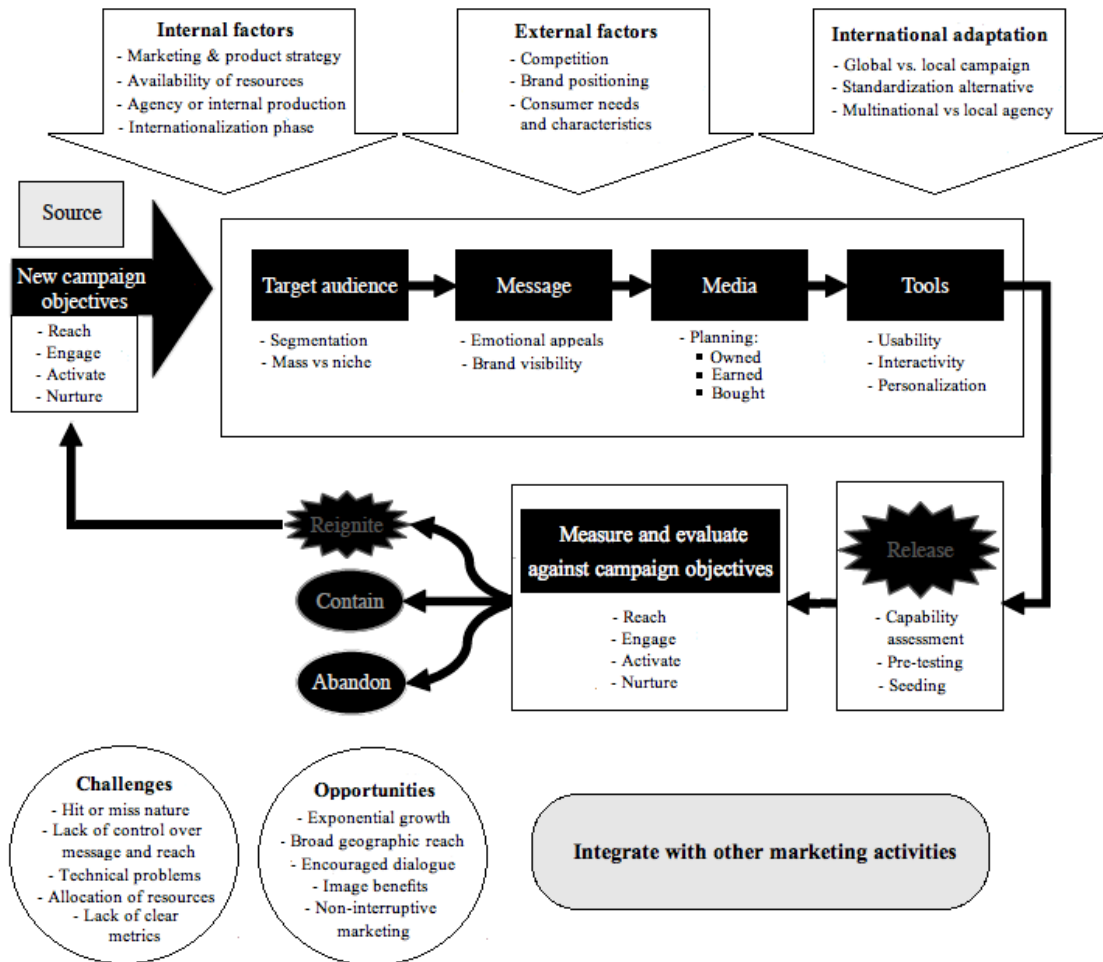 Internal factors
- Marketing & product strategy
- Availability of resources
- Agency or internal production
- Internationalization phase
External factors
- Competition
- Brand positioning
- Consumer needs
and characteristics
International adaptation
- Global vs. local campaign
- Standardization alternative
- Multinational vs local agency
Source
New campaign
objectives
- Reach
- Engage
- Activate
- Nurture
Target audience
- Segmentation
- Mass vs niche
Message
- Emotional appeals
- Brand visibility
Media
- Planning:
▪ Owned
▪ Earned
▪ Bought
Tools
- Usability
- Interactivity
- Personalization
Reignite
Contain
Abandon
Measure and evaluate
against campaign objectives
- Reach
- Engage
- Activate
- Nurture
Release
- Capability
assessment
- Pre-testing
- Seeding
Challenges
- Hit or miss nature
- Lack of control over
message and reach
- Technical problems
- Allocation of resources
- Lack of clear
metrics
Opportunities
- Exponential growth
- Broad geographic reach
- Encouraged dialogue
- Image benefits
- Non-interruptive
marketing
Integrate with other marketing activities